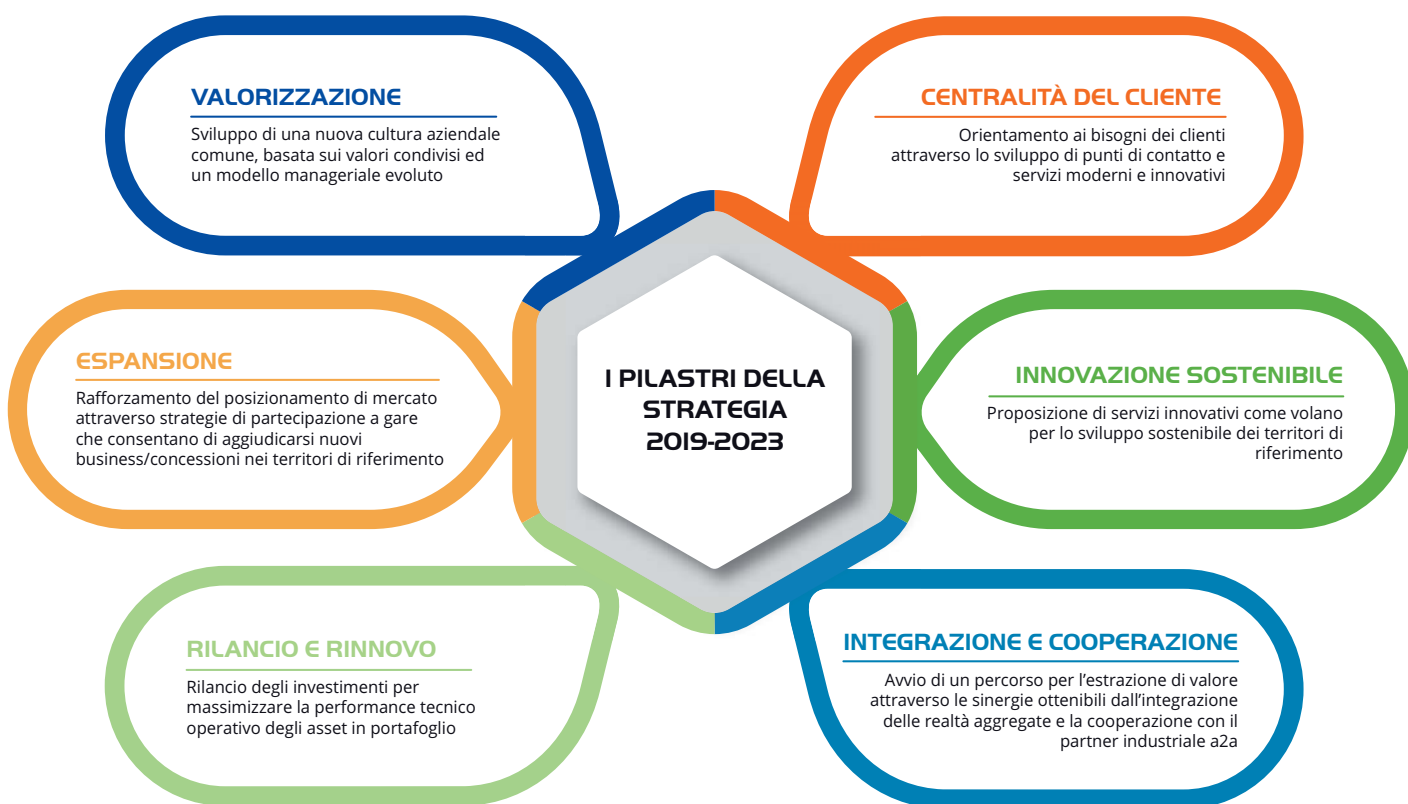 VALORIZZAZIONE
Sviluppo di una nuova cultura aziendale
comune, basata sui valori condivisi ed
un modello manageriale evoluto
CENTRALITÀ DEL CLIENTE
Orientamento ai bisogni dei clienti
attraverso lo sviluppo di punti di contatto e
servizi moderni e innovativi
ESPANSIONE
Rafforzamento del posizionamento di mercato
attraverso strategie di partecipazione a gare
che consentano di aggiudicarsi nuovi
business/concessioni nei territori di riferimento
I PILASTRI DELLA
STRATEGIA
2019-2023
INNOVAZIONE SOSTENIBILE
Proposizione di servizi innovativi come volano
per lo sviluppo sostenibile dei territori di
riferimento
RILANCIO E RINNOVO
Rilancio degli investimenti per
massimizzare la performance tecnico
operativo degli asset in portafoglio
INTEGRAZIONE E COOPERAZIONE
Avvio di un percorso per l’estrazione di valore
attraverso le sinergie ottenibili dall’integrazione
delle realtà aggregate e la cooperazione con il
partner industriale a2a